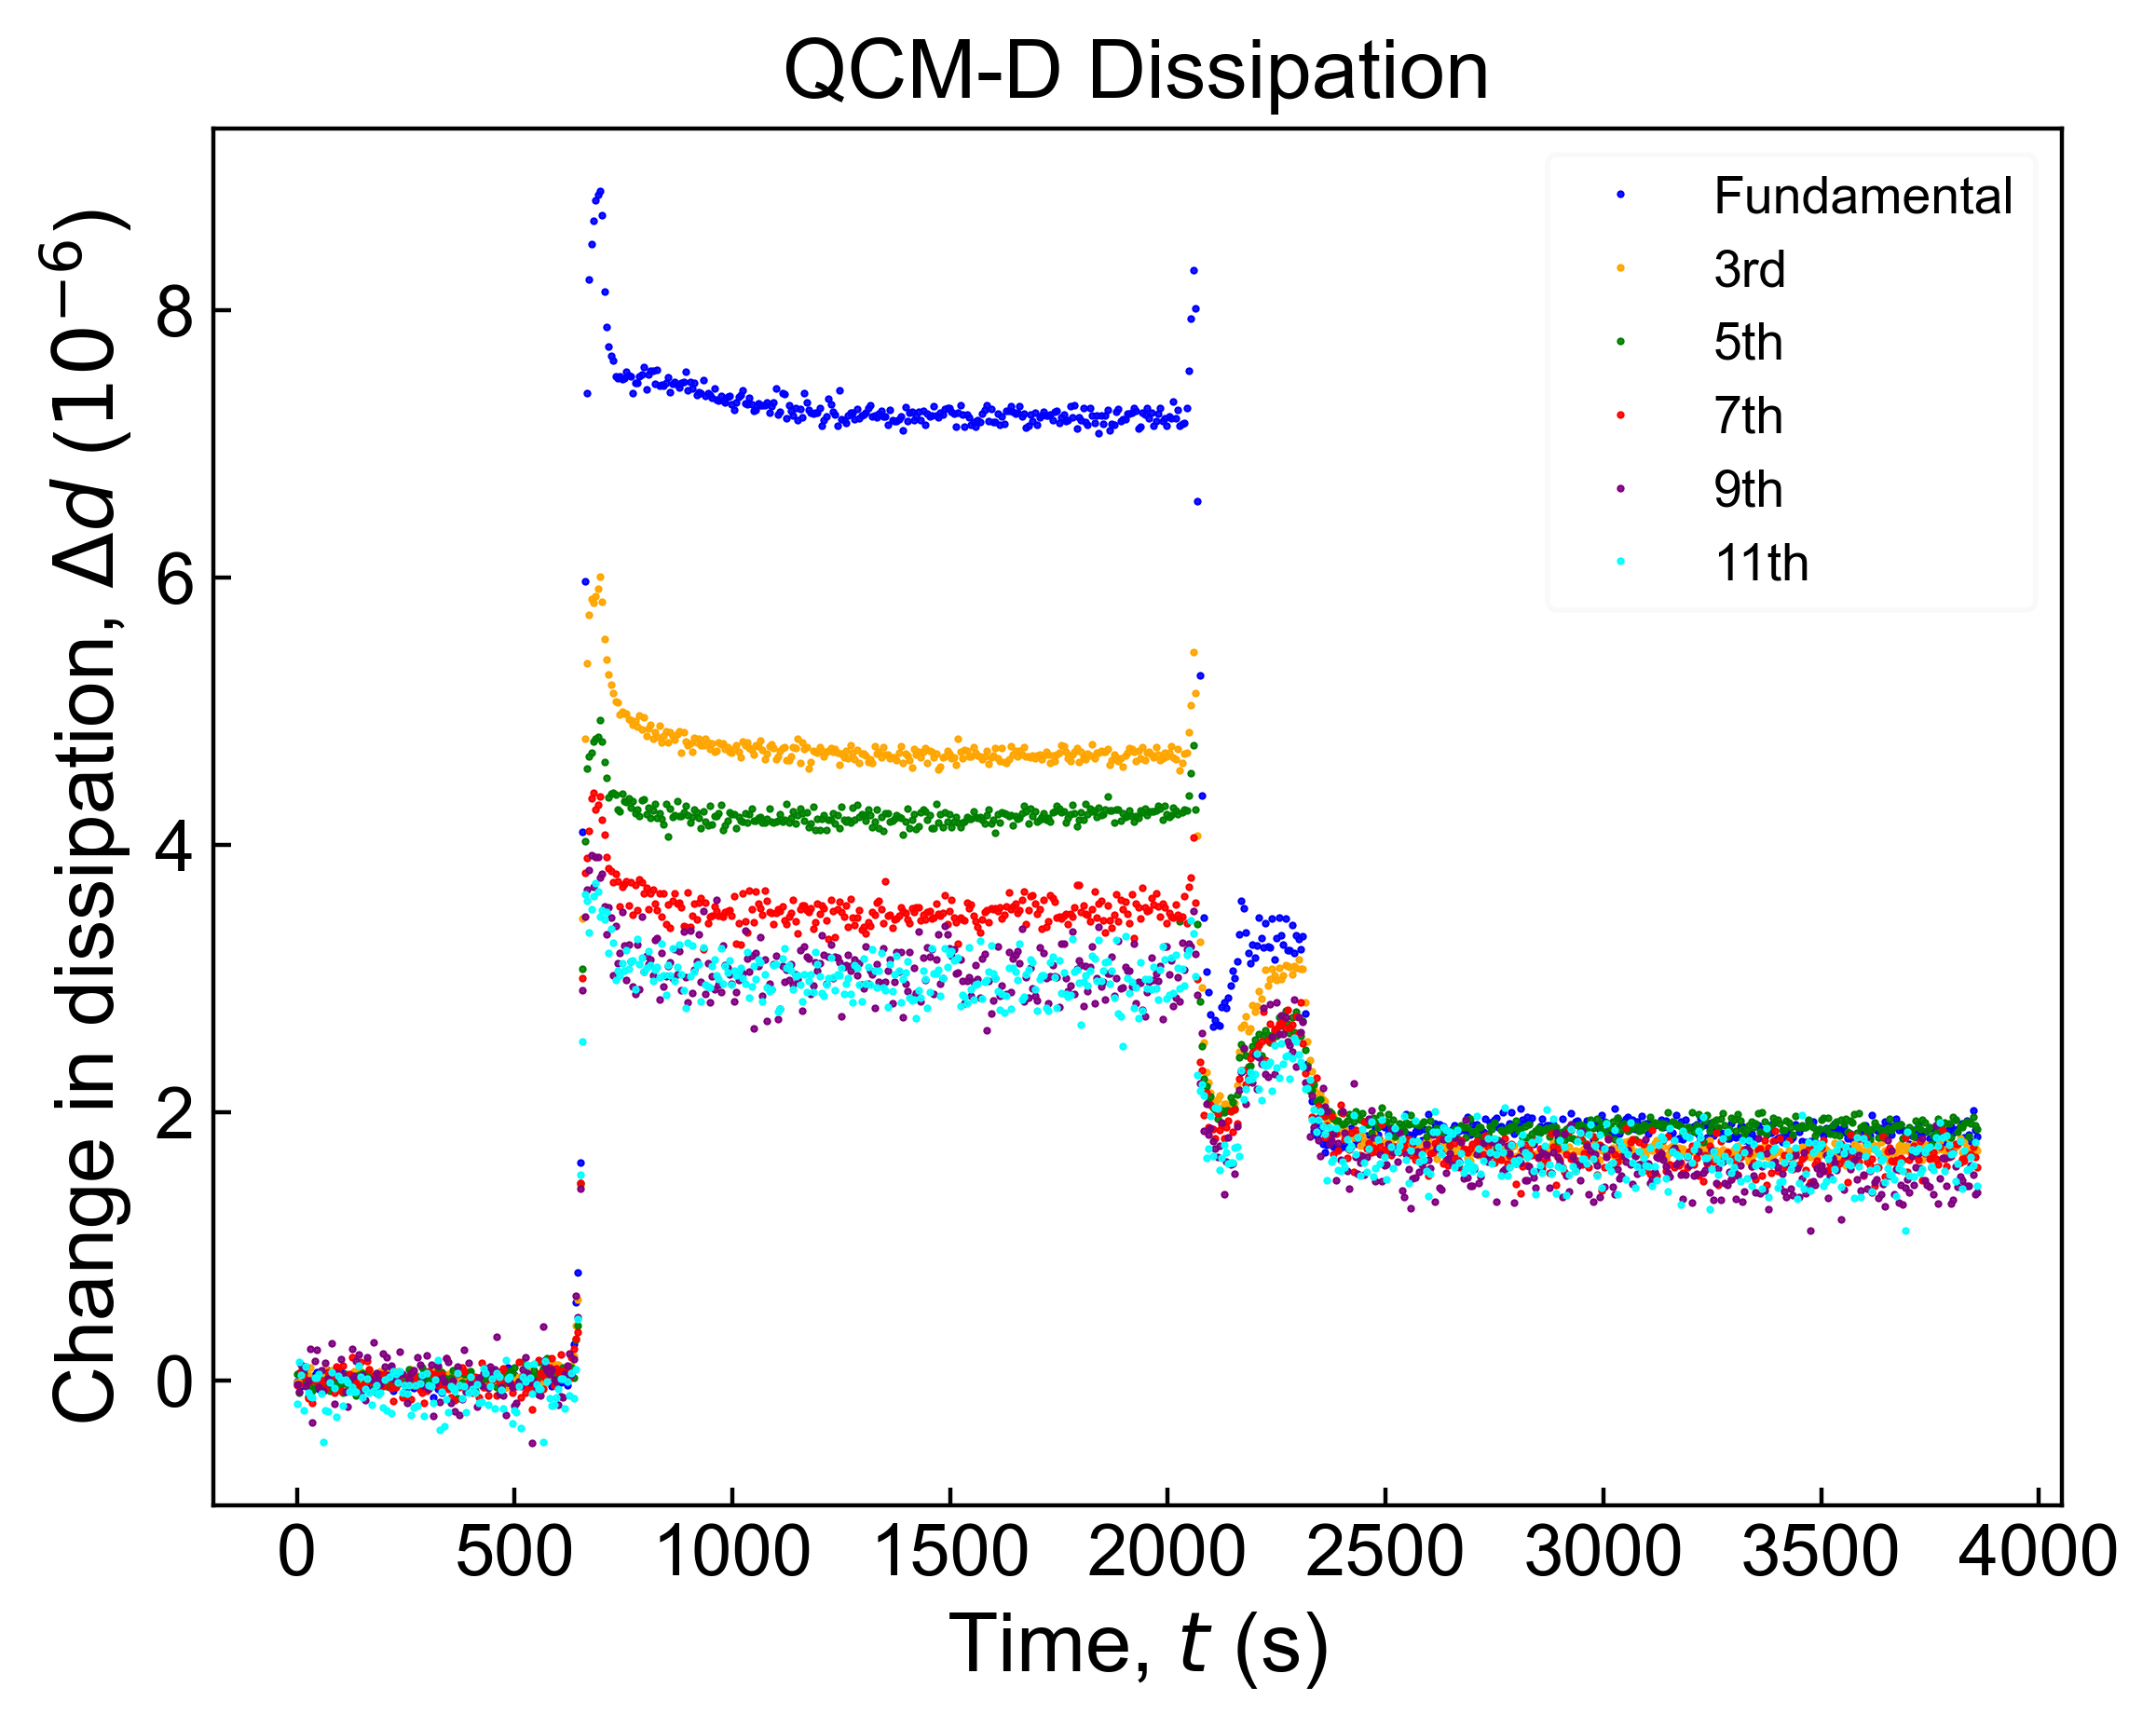 QCM-D Dissipation
Change in dissipation, Δd (10⁻⁶)
8
6
4
2
0
Fundamental
3rd
5th
7th
9th
11th
0 500 1000 1500 2000 2500 3000 3500 4000
Time, t (s)